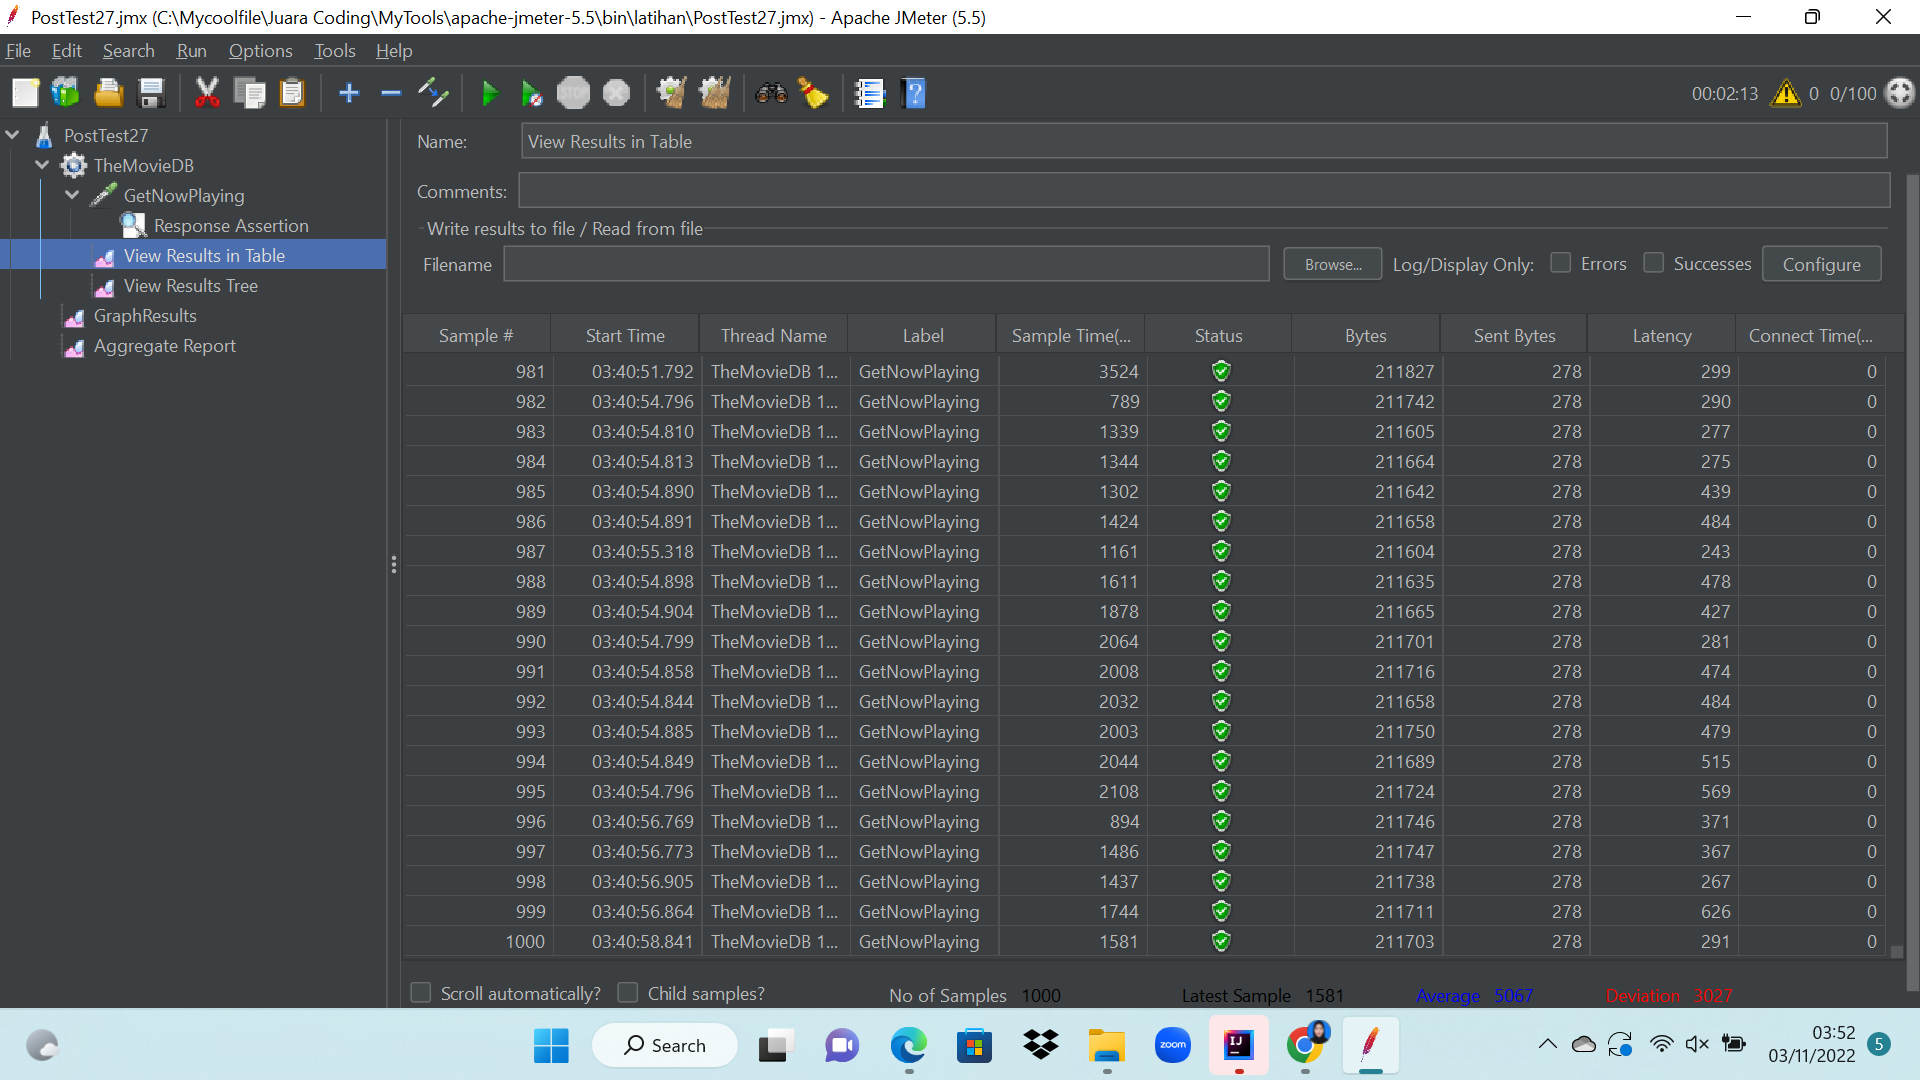 PostTest27.jmx (C:\Mycoolfile\Juara Coding\MyTools\apache-jmeter-5.5\bin\latihan\PostTest27.jmx) - Apache JMeter (5.5)
File Edit Search Run Options Tools Help
STOP 00:02:13 0 0/100
PostTest27
TheMovieDB
GetNowPlaying
Response Assertion
View Results in Table
View Results Tree
GraphResults
Aggregate Report
Name: View Results in Table
Comments:
Write results to file / Read from file
Filename Browse... Log/Display Only: Errors Successes Configure
Sample # Start Time Thread Name Label Sample Time(... Status Bytes Sent Bytes Latency Connect Time(...
981 03:40:51.792 TheMovieDB 1... GetNowPlaying 3524 211827 278 299 0
982 03:40:54.796 TheMovieDB 1... GetNowPlaying 789 211742 278 290 0
983 03:40:54.810 TheMovieDB 1... GetNowPlaying 1339 211605 278 277 0
984 03:40:54.813 TheMovieDB 1... GetNowPlaying 1344 211664 278 275 0
985 03:40:54.890 TheMovieDB 1... GetNowPlaying 1302 211642 278 439 0
986 03:40:54.891 TheMovieDB 1... GetNowPlaying 1424 211658 278 484 0
987 03:40:55.318 TheMovieDB 1... GetNowPlaying 1161 211604 278 243 0
988 03:40:54.898 TheMovieDB 1... GetNowPlaying 1611 211635 278 478 0
989 03:40:54.904 TheMovieDB 1... GetNowPlaying 1878 211665 278 427 0
990 03:40:54.799 TheMovieDB 1... GetNowPlaying 2064 211701 278 281 0
991 03:40:54.858 TheMovieDB 1... GetNowPlaying 2008 211716 278 474 0
992 03:40:54.844 TheMovieDB 1... GetNowPlaying 2032 211658 278 484 0
993 03:40:54.885 TheMovieDB 1... GetNowPlaying 2003 211750 278 479 0
994 03:40:54.849 TheMovieDB 1... GetNowPlaying 2044 211689 278 515 0
995 03:40:54.796 TheMovieDB 1... GetNowPlaying 2108 211724 278 569 0
996 03:40:56.769 TheMovieDB 1... GetNowPlaying 894 211746 278 371 0
997 03:40:56.773 TheMovieDB 1... GetNowPlaying 1486 211747 278 367 0
998 03:40:56.905 TheMovieDB 1... GetNowPlaying 1437 211738 278 267 0
999 03:40:56.864 TheMovieDB 1... GetNowPlaying 1744 211711 278 626 0
1000 03:40:58.841 TheMovieDB 1... GetNowPlaying 1581 211703 278 291 0
Scroll automatically? Child samples? No of Samples 1000 Latest Sample 1581 Average 5067 Deviation 3027
Search zoom IJ 03:52 5
03/11/2022